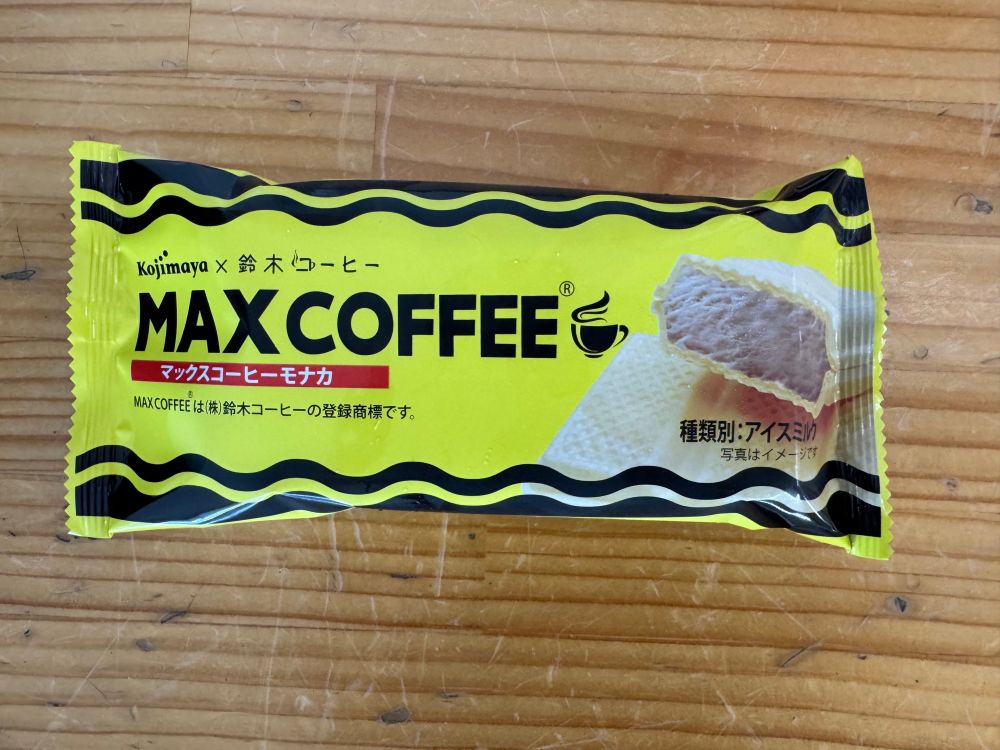 Kojimaya × 鈴木コーヒー
MAX COFFEE®
マックスコーヒーモナカ
MAX COFFEE®は(株)鈴木コーヒーの登録商標です。
種類別:アイスミルク
写真はイメージです